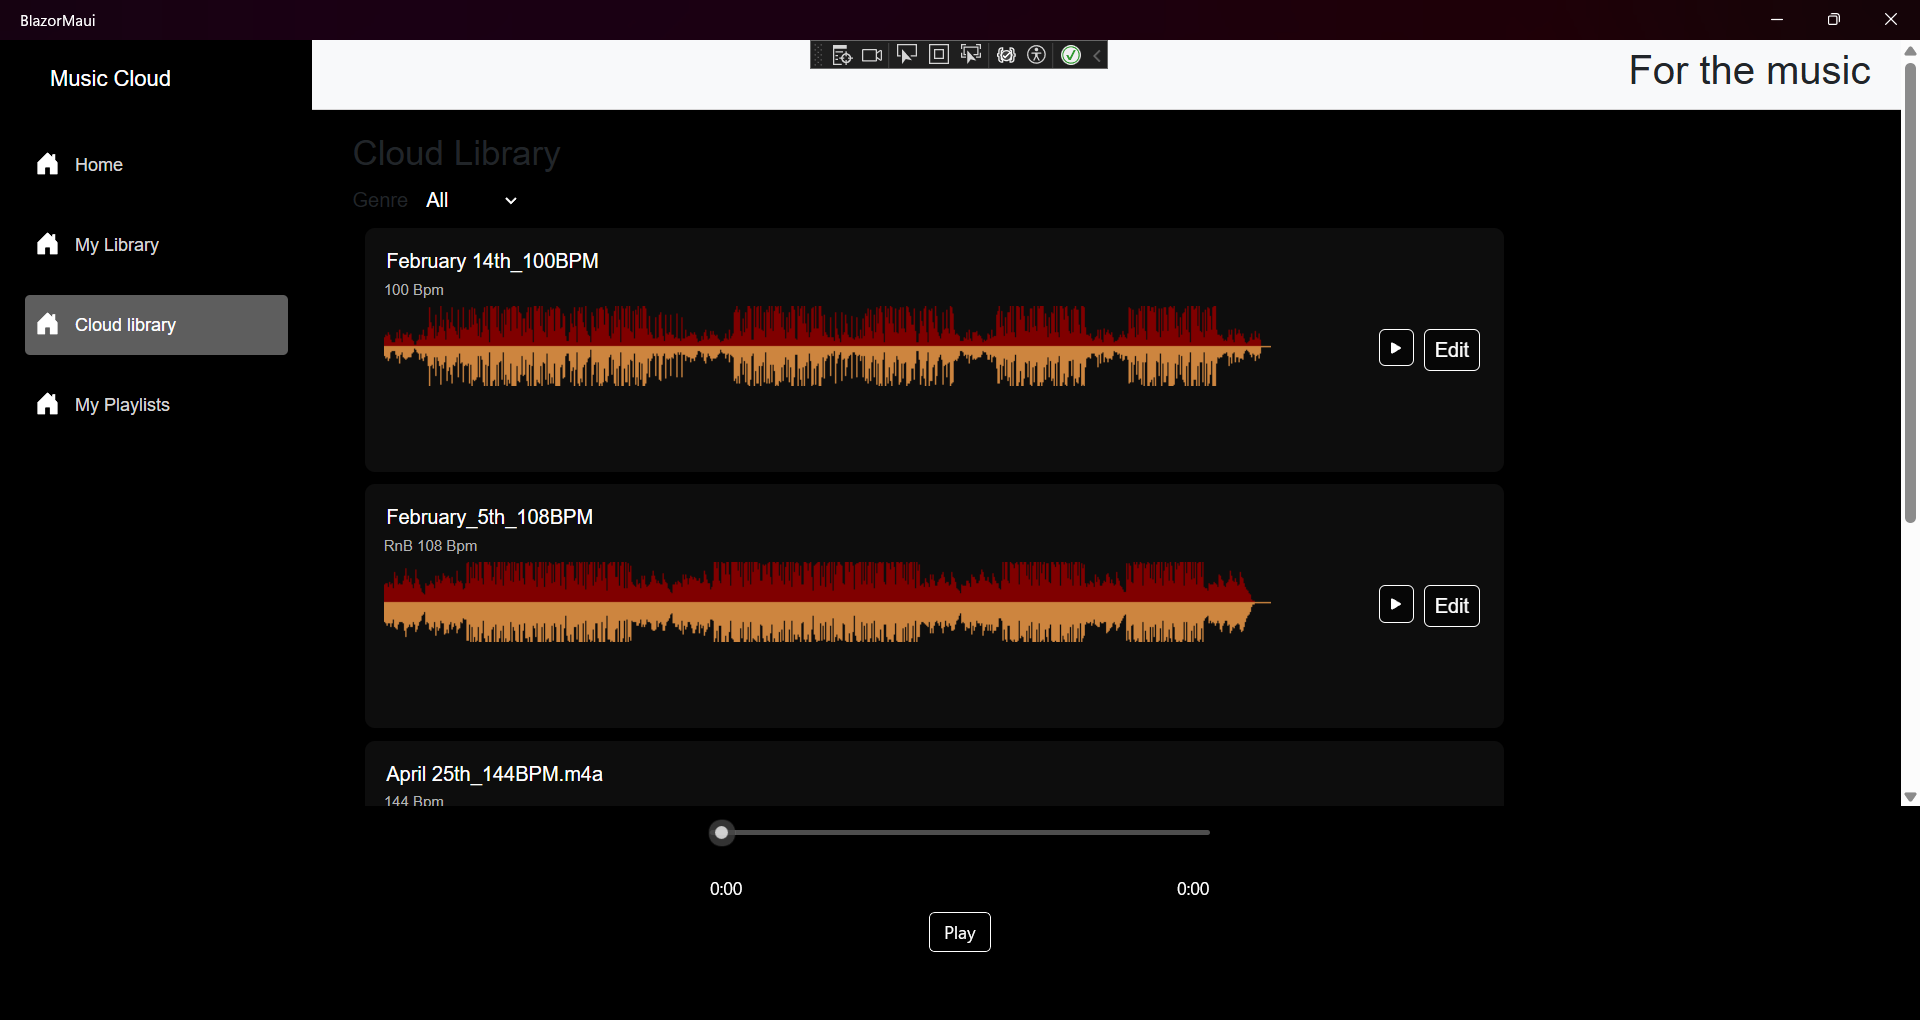 BlazorMaui
Music Cloud
For the music
Home
My Library
Cloud library
My Playlists
Cloud Library
Genre All
February 14th_100BPM
100 Bpm
Edit
February_5th_108BPM
RnB 108 Bpm
Edit
April 25th_144BPM.m4a
144 Bpm
0:00 0:00
Play